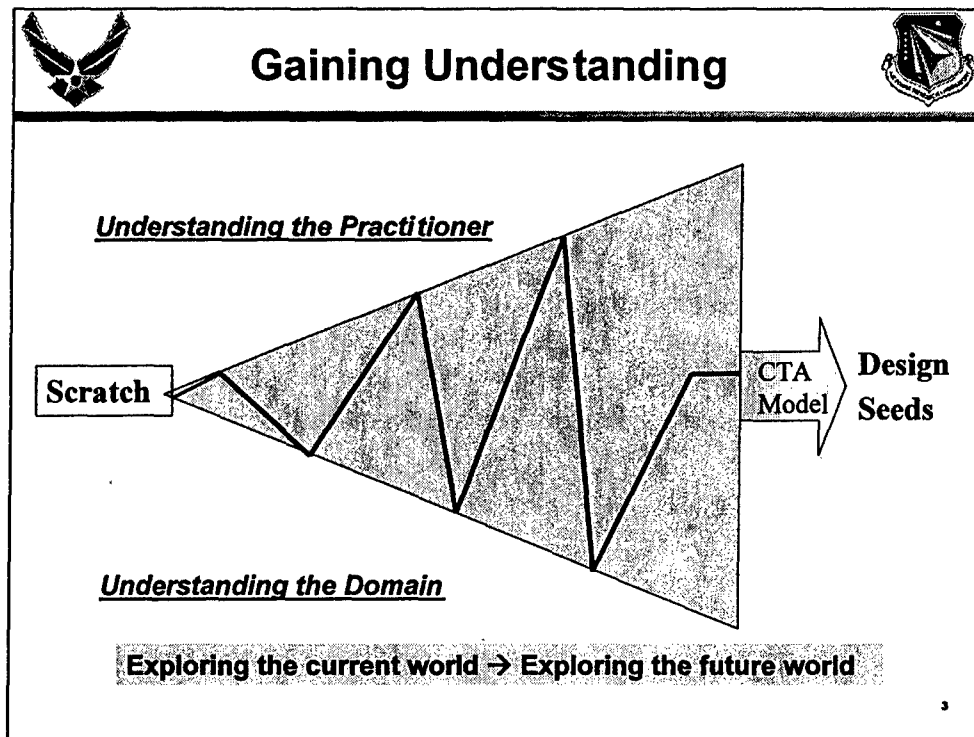 Gaining Understanding
Understanding the Practitioner
Scratch
CTA
Model
Design
Seeds
Understanding the Domain
Exploring the current world → Exploring the future world
3